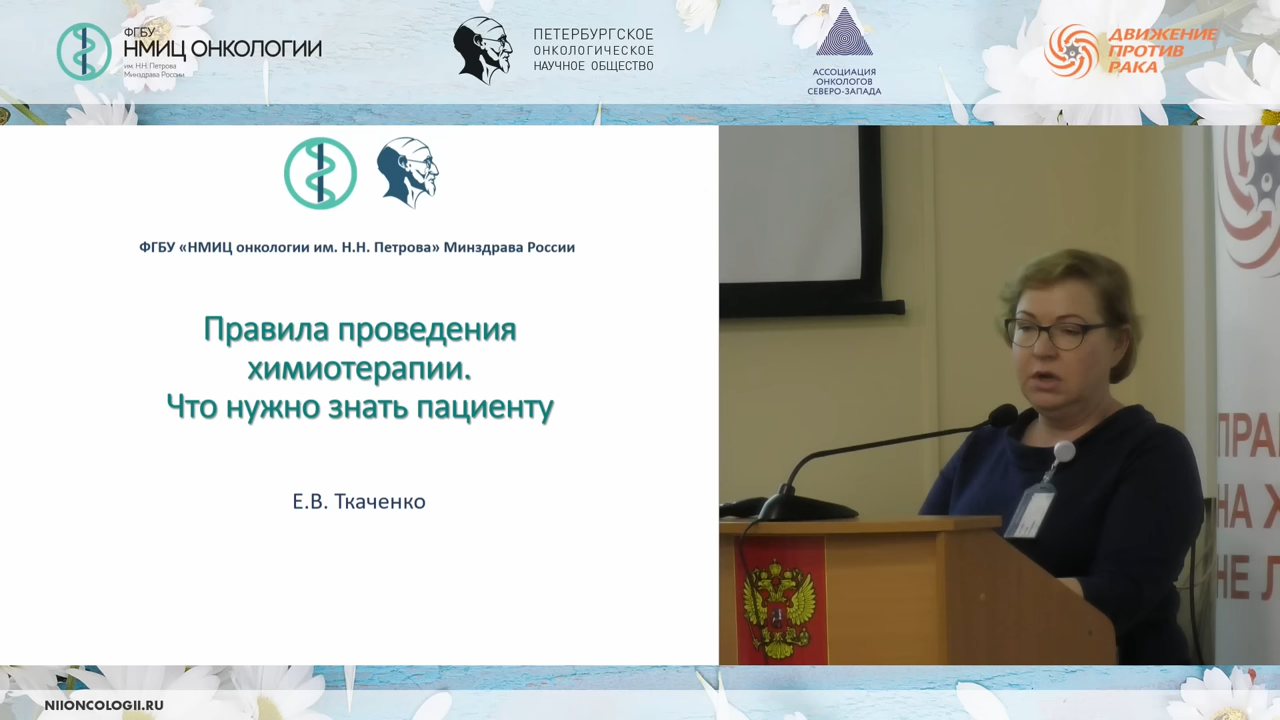 ФГБУ
НМИЦ ОНКОЛОГИИ
им. Н.Н. Петрова
Минздрава России
ПЕТЕРБУРГСКОЕ
ОНКОЛОГИЧЕСКОЕ
НАУЧНОЕ ОБЩЕСТВО
АССОЦИАЦИЯ
ОНКОЛОГОВ
СЕВЕРО-ЗАПАДА
ДВИЖЕНИЕ
ПРОТИВ
РАКА
ФГБУ «НМИЦ онкологии им. Н.Н. Петрова» Минздрава России
Правила проведения
химиотерапии.
Что нужно знать пациенту
Е.В. Ткаченко
ПРА
НА Ж
НЕ Л
NIIONCOLOGII.RU